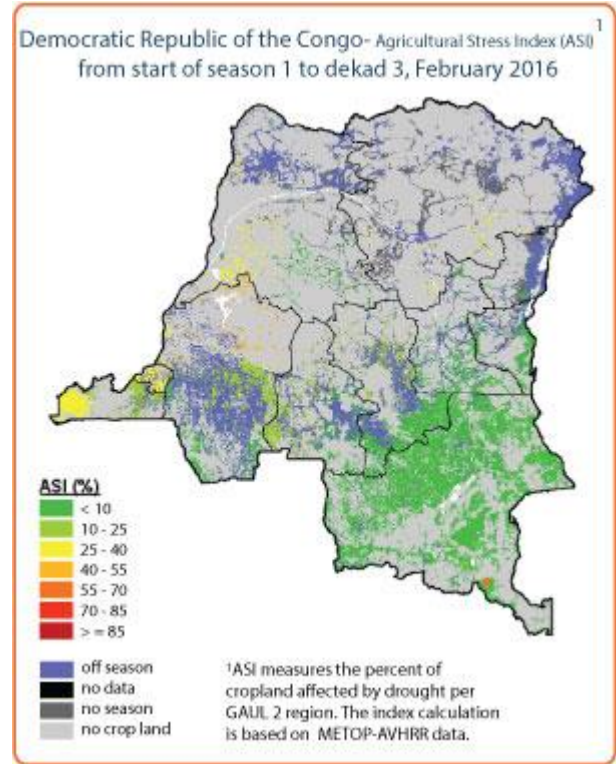 Democratic Republic of the Congo- Agricultural Stress Index (ASI)¹
from start of season 1 to dekad 3, February 2016
ASI (%)
< 10
10 - 25
25 - 40
40 - 55
55 - 70
70 - 85
> = 85
off season
no data
no season
no crop land
¹ASI measures the percent of
cropland affected by drought per
GAUL 2 region. The index calculation
is based on METOP-AVHRR data.